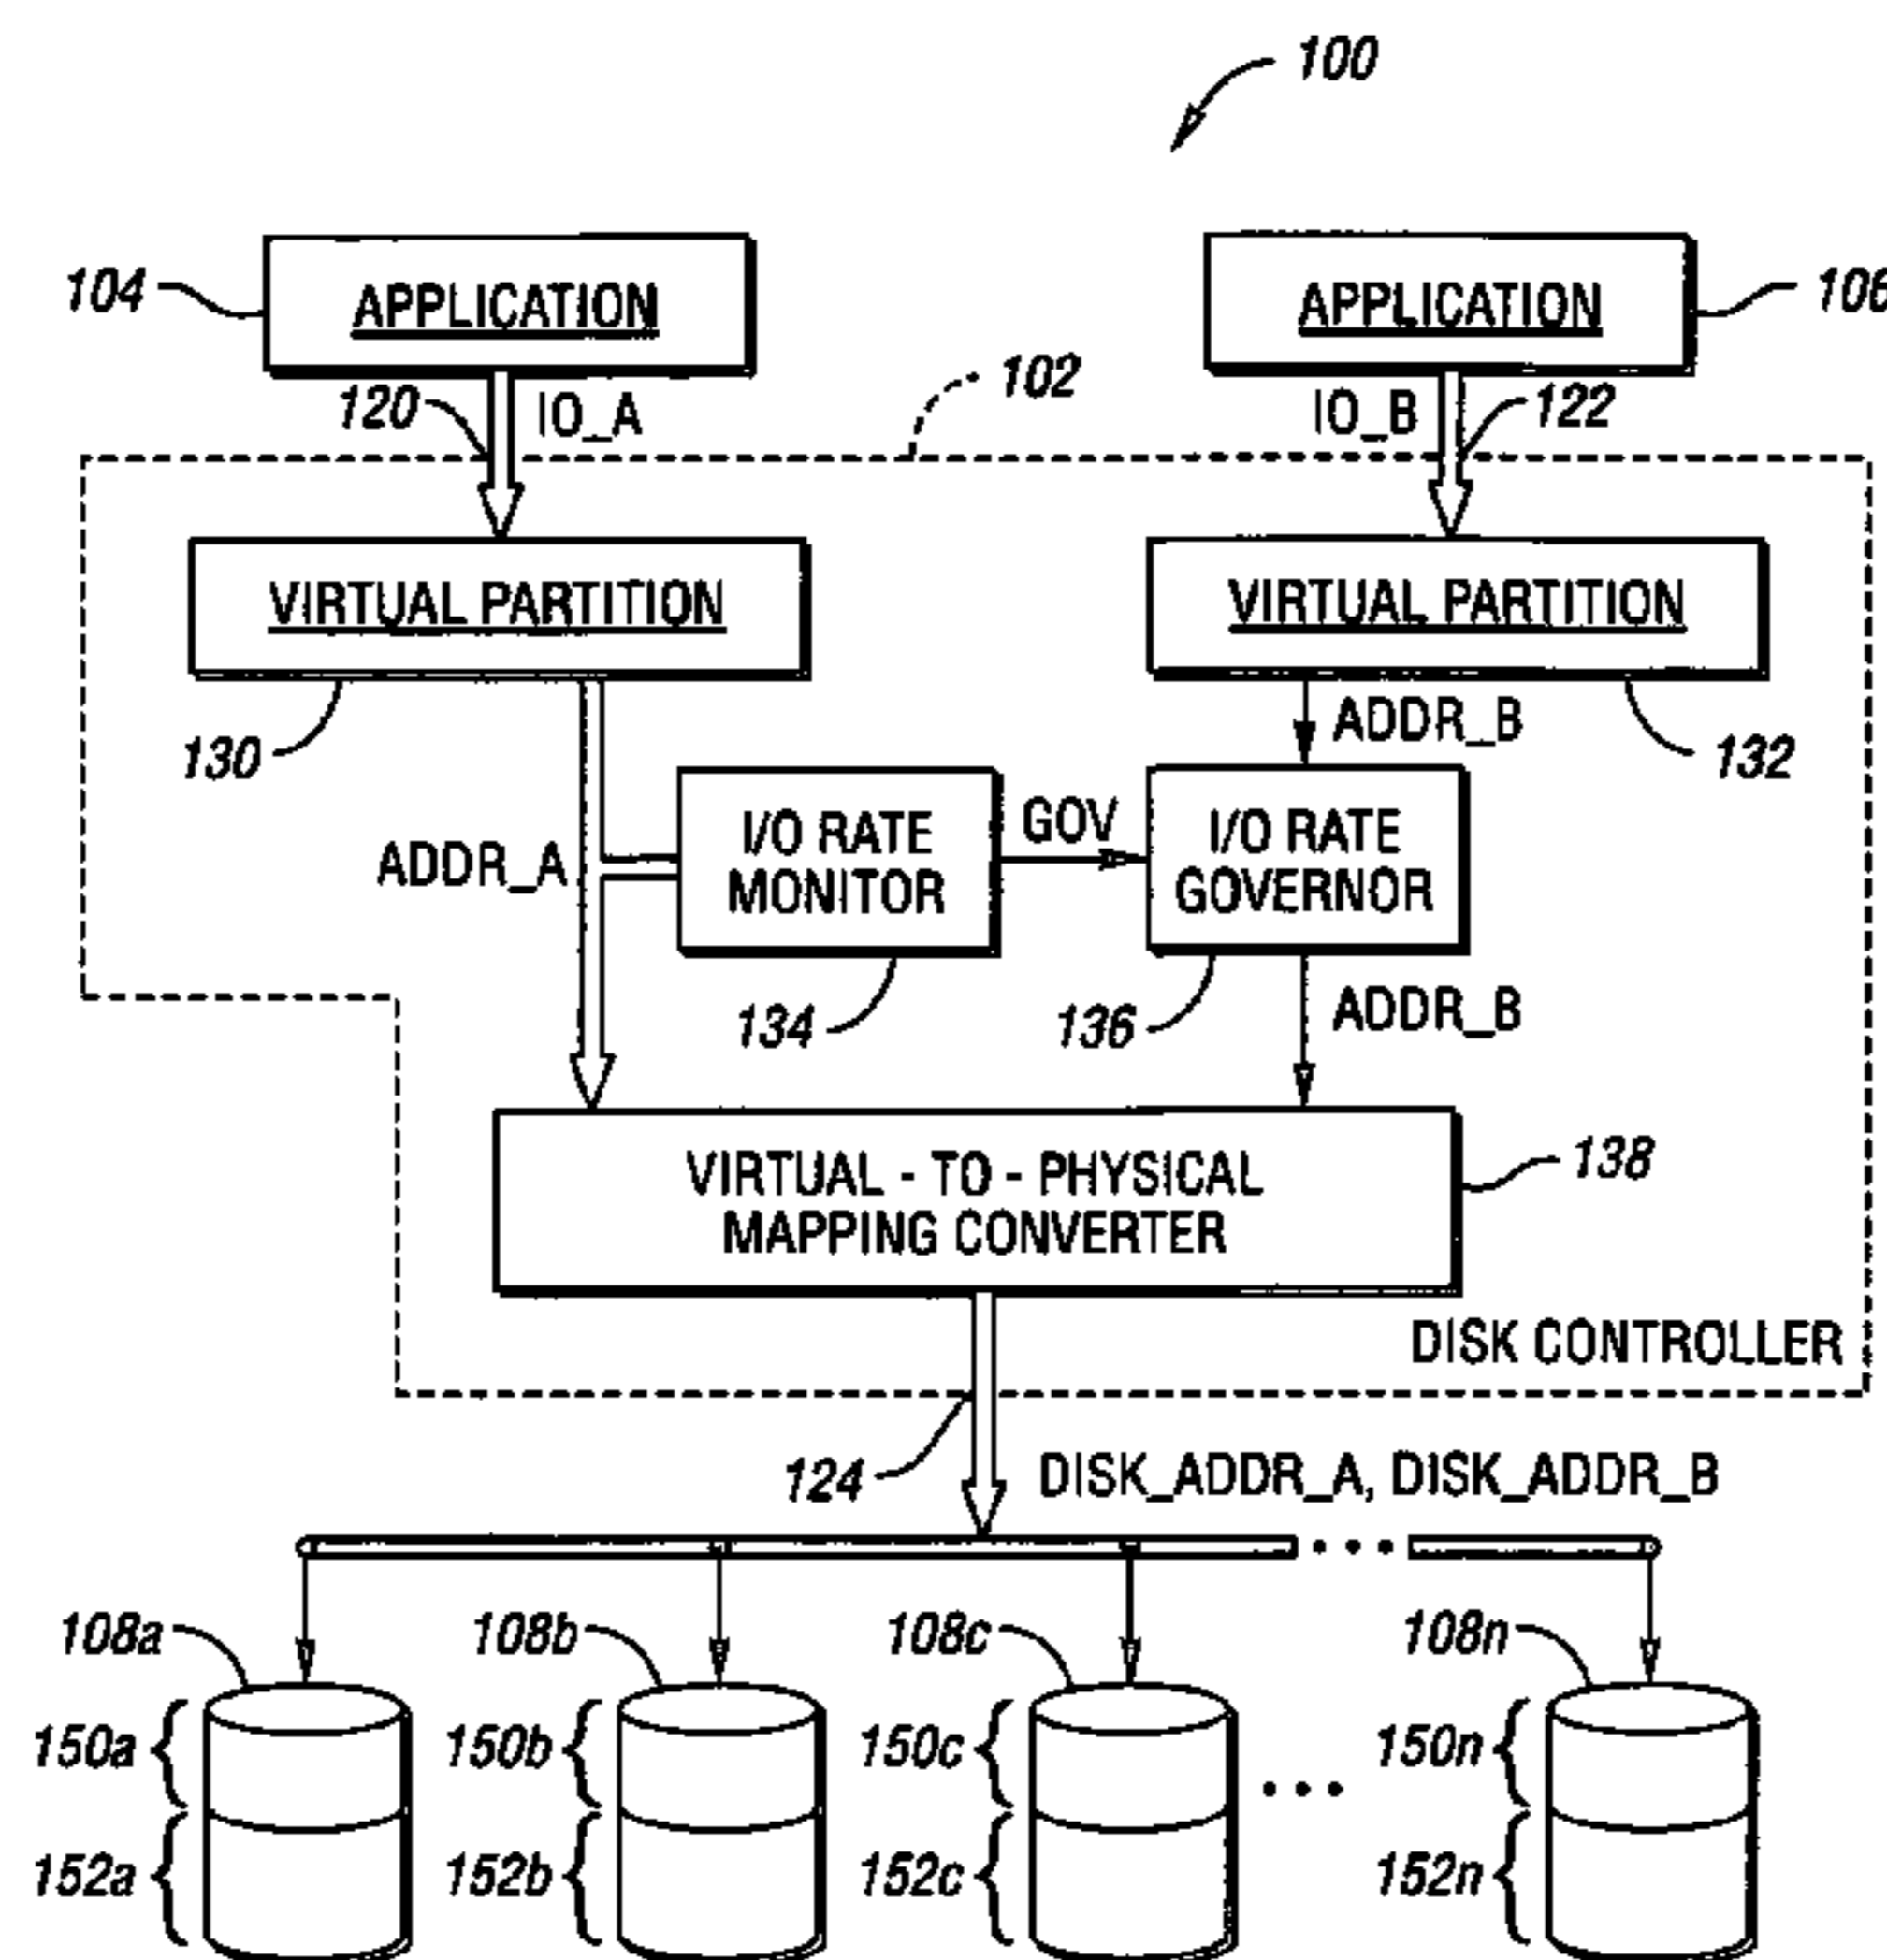 100
104
APPLICATION
APPLICATION
106
102
120
IO_A
IO_B
122
VIRTUAL PARTITION
VIRTUAL PARTITION
130
ADDR_B
132
ADDR_A
I/O RATE
MONITOR
GOV
I/O RATE
GOVERNOR
134
136
ADDR_B
VIRTUAL - TO - PHYSICAL
MAPPING CONVERTER
138
DISK CONTROLLER
124
DISK_ADDR_A, DISK_ADDR_B
108a
108b
108c
108n
150a
150b
150c
150n
152a
152b
152c
152n